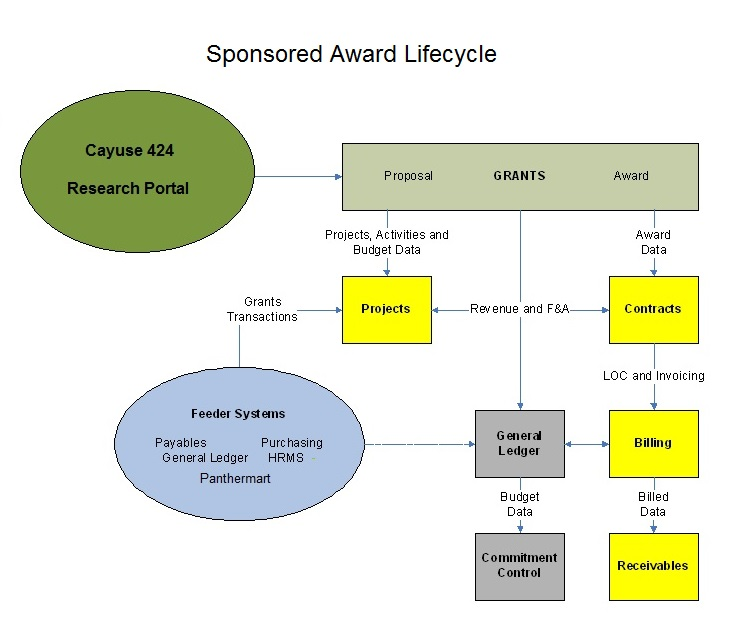 Sponsored Award Lifecycle
Cayuse 424
Research Portal
Proposal GRANTS Award
Projects, Activities and
Budget Data
Award
Data
Grants
Transactions
Projects
Revenue and F&A
Contracts
LOC and Invoicing
Feeder Systems
Payables Purchasing
General Ledger HRMS
Panthermart
General
Ledger
Billing
Budget
Data
Billed
Data
Commitment
Control
Receivables